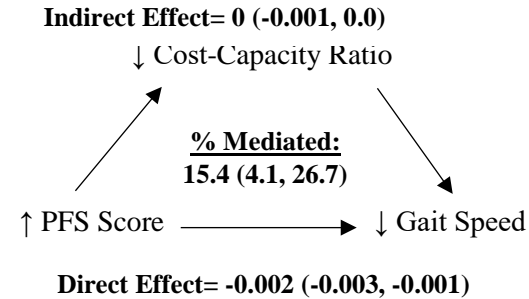 Indirect Effect= 0 (-0.001, 0.0)
↓ Cost-Capacity Ratio
% Mediated:
15.4 (4.1, 26.7)
↑ PFS Score
↓ Gait Speed
Direct Effect= -0.002 (-0.003, -0.001)